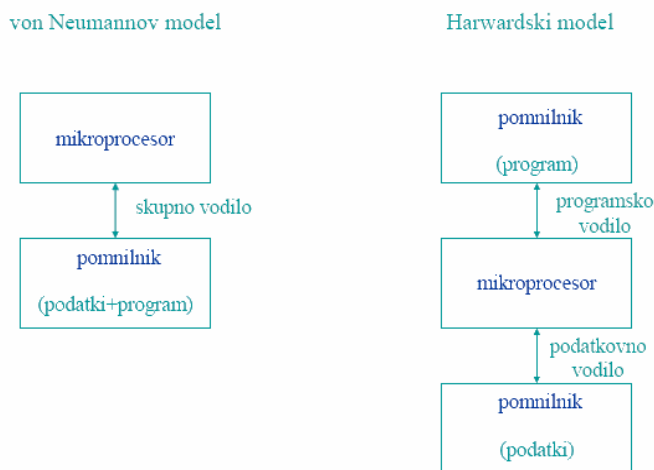 von Neumannov model
mikroprocesor
skupno vodilo
pomnilnik
(podatki+program)
Harwardski model
pomnilnik
(program)
programsko
vodilo
mikroprocesor
podatkovno
vodilo
pomnilnik
(podatki)